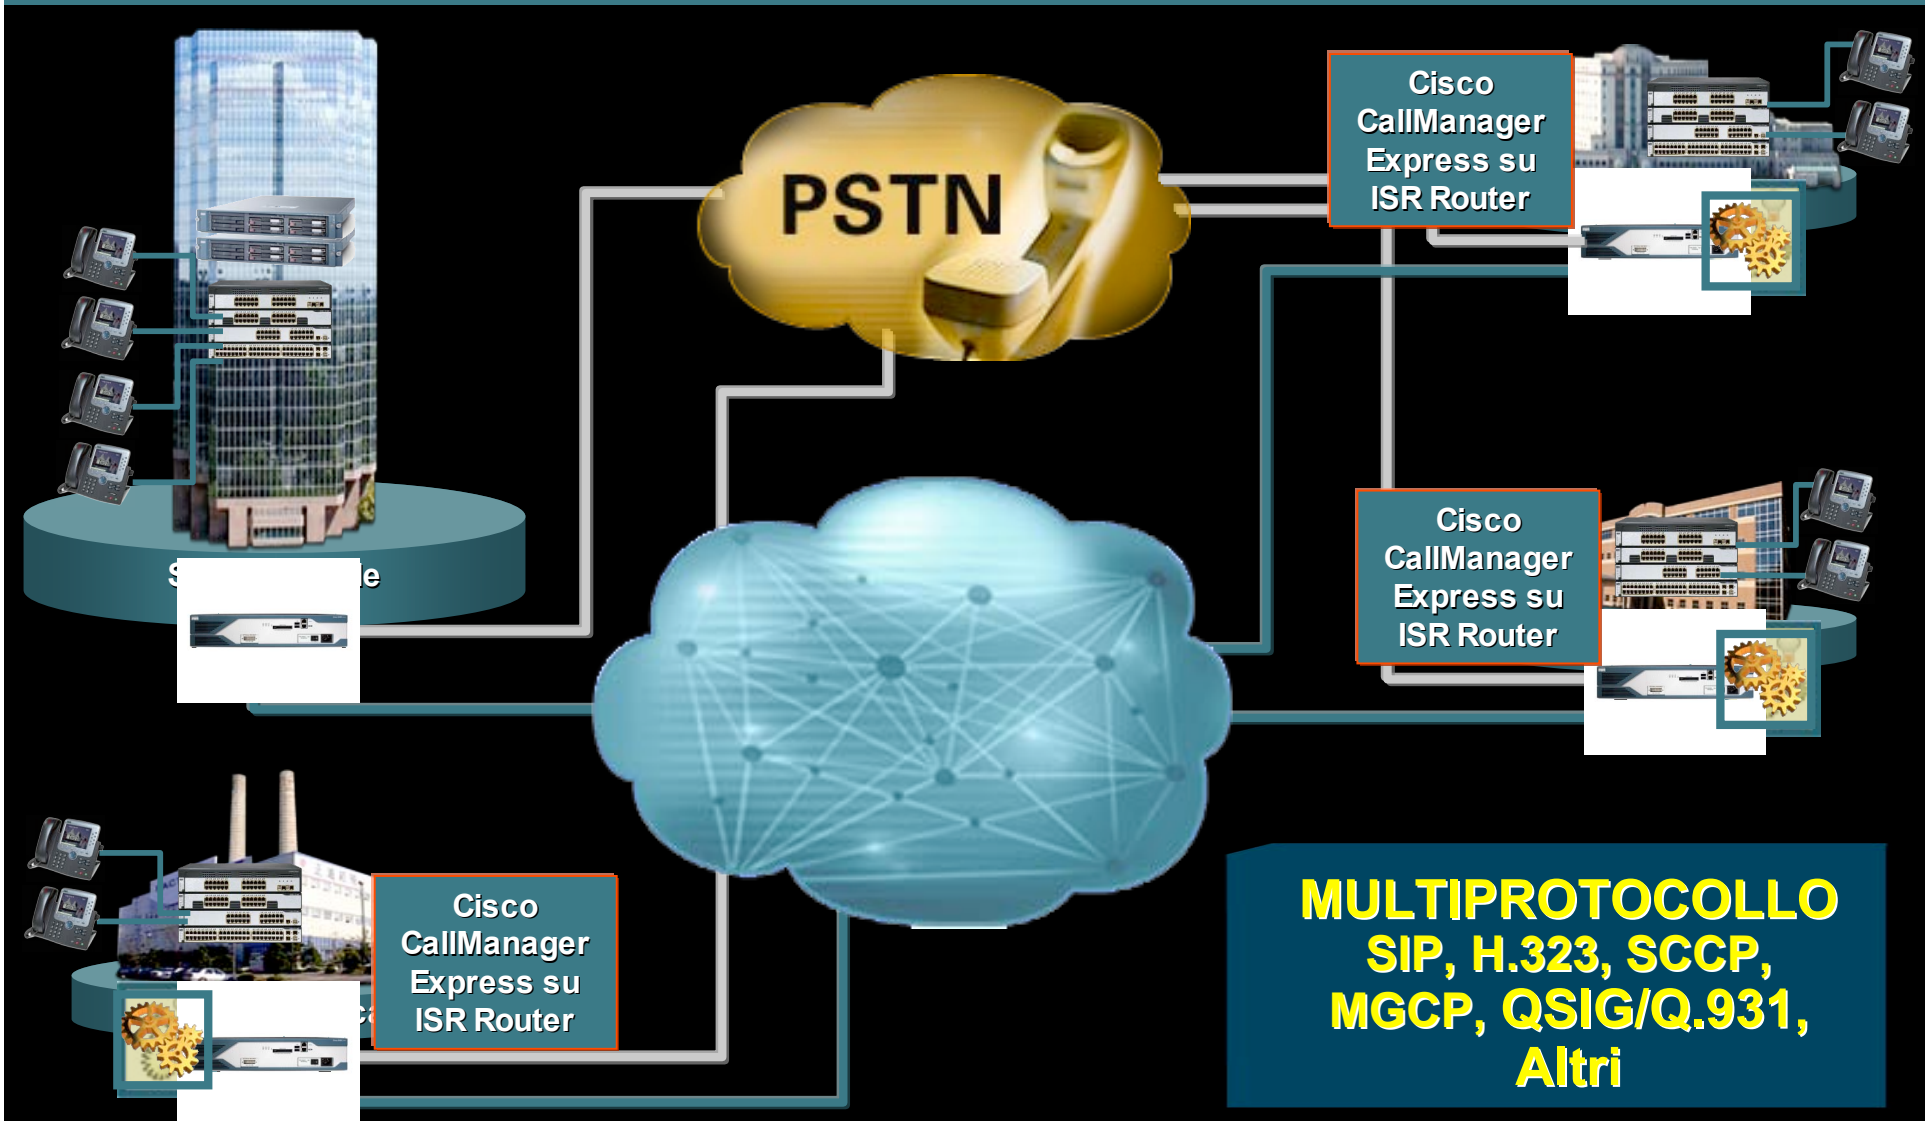 PSTN
Cisco
CallManager
Express su
ISR Router
Cisco
CallManager
Express su
ISR Router
Cisco
CallManager
Express su
ISR Router
MULTIPROTOCOLLO
SIP, H.323, SCCP,
MGCP, QSIG/Q.931,
Altri